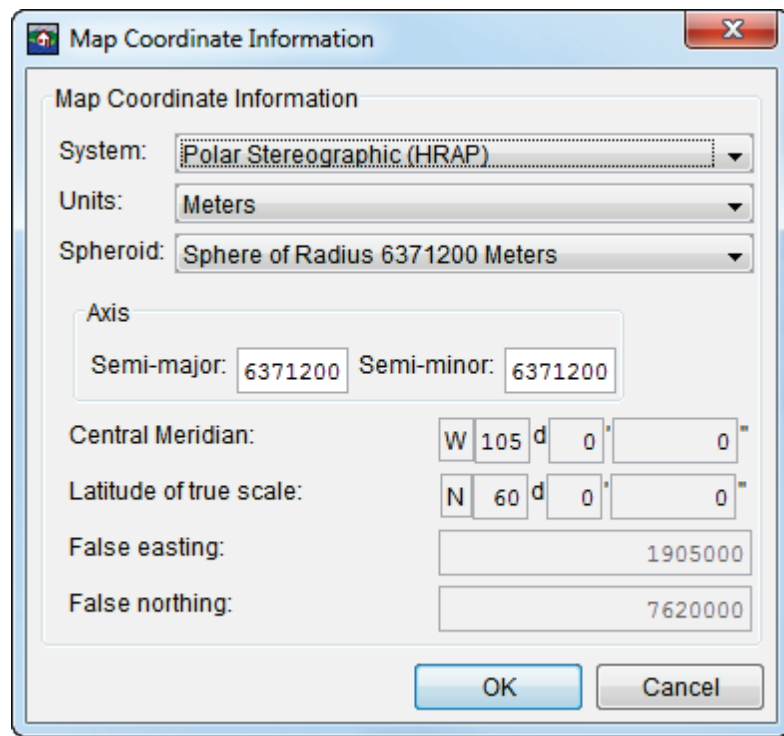 Map Coordinate Information
Map Coordinate Information
System: Polar Stereographic (HRAP)
Units: Meters
Spheroid: Sphere of Radius 6371200 Meters
Axis
Semi-major: 6371200 Semi-minor: 6371200
Central Meridian: W 105 d 0 ' 0 "
Latitude of true scale: N 60 d 0 ' 0 "
False easting: 1905000
False northing: 7620000
OK Cancel